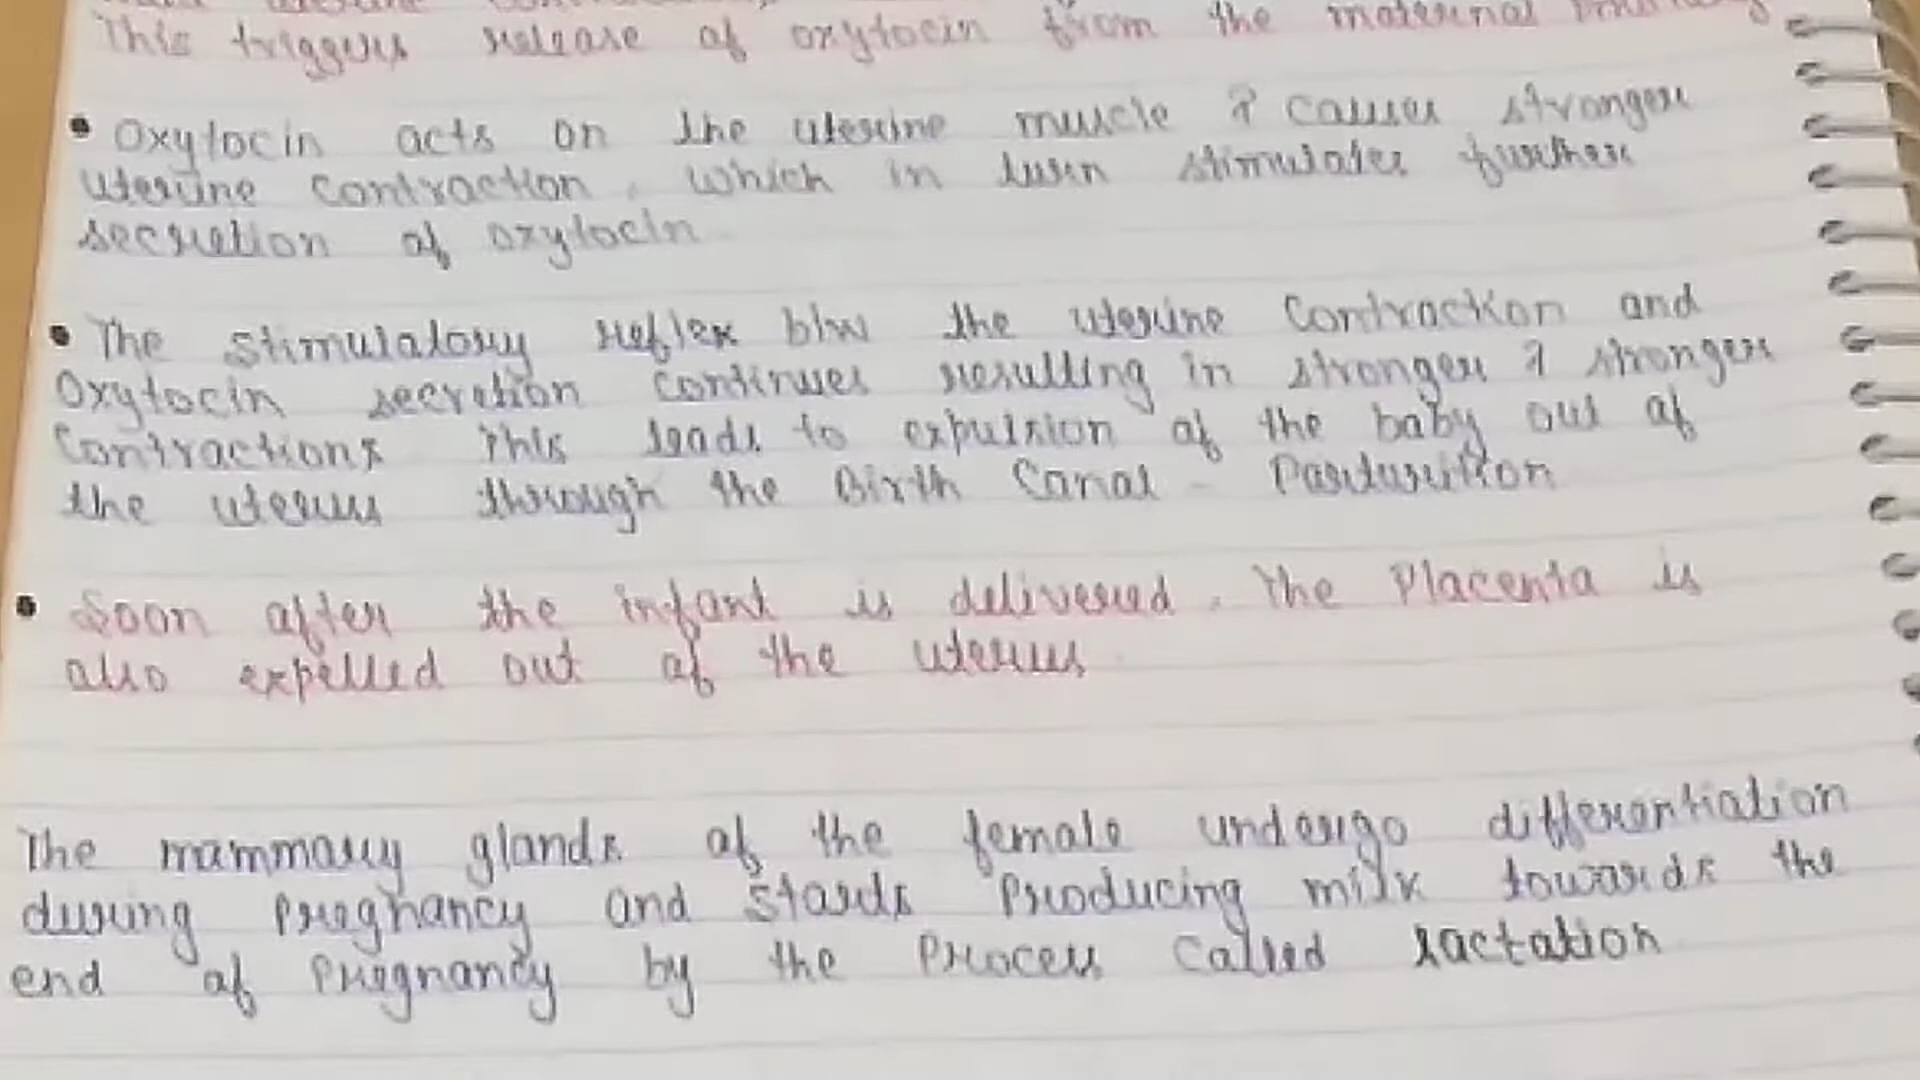 uterine
This triggers release of oxytocin from the maternal
• Oxytocin acts on the uterine muscle & causes stronger
uterine contraction, which in turn stimulates further
secretion of oxytocin
• The stimulatory reflex b/w the uterine Contraction and
Oxytocin secretion continues resulting in stronger & stronger
Contractions This leads to expulsion of the baby out of
the uterus through the Birth Canal - Parturition
• Soon after the infant is delivered, The Placenta is
also expelled out of the uterus
The mammary glands of the female undergo differentiation
during pregnancy and starts Producing milk towards the
end of Pregnancy by the Process Called lactation